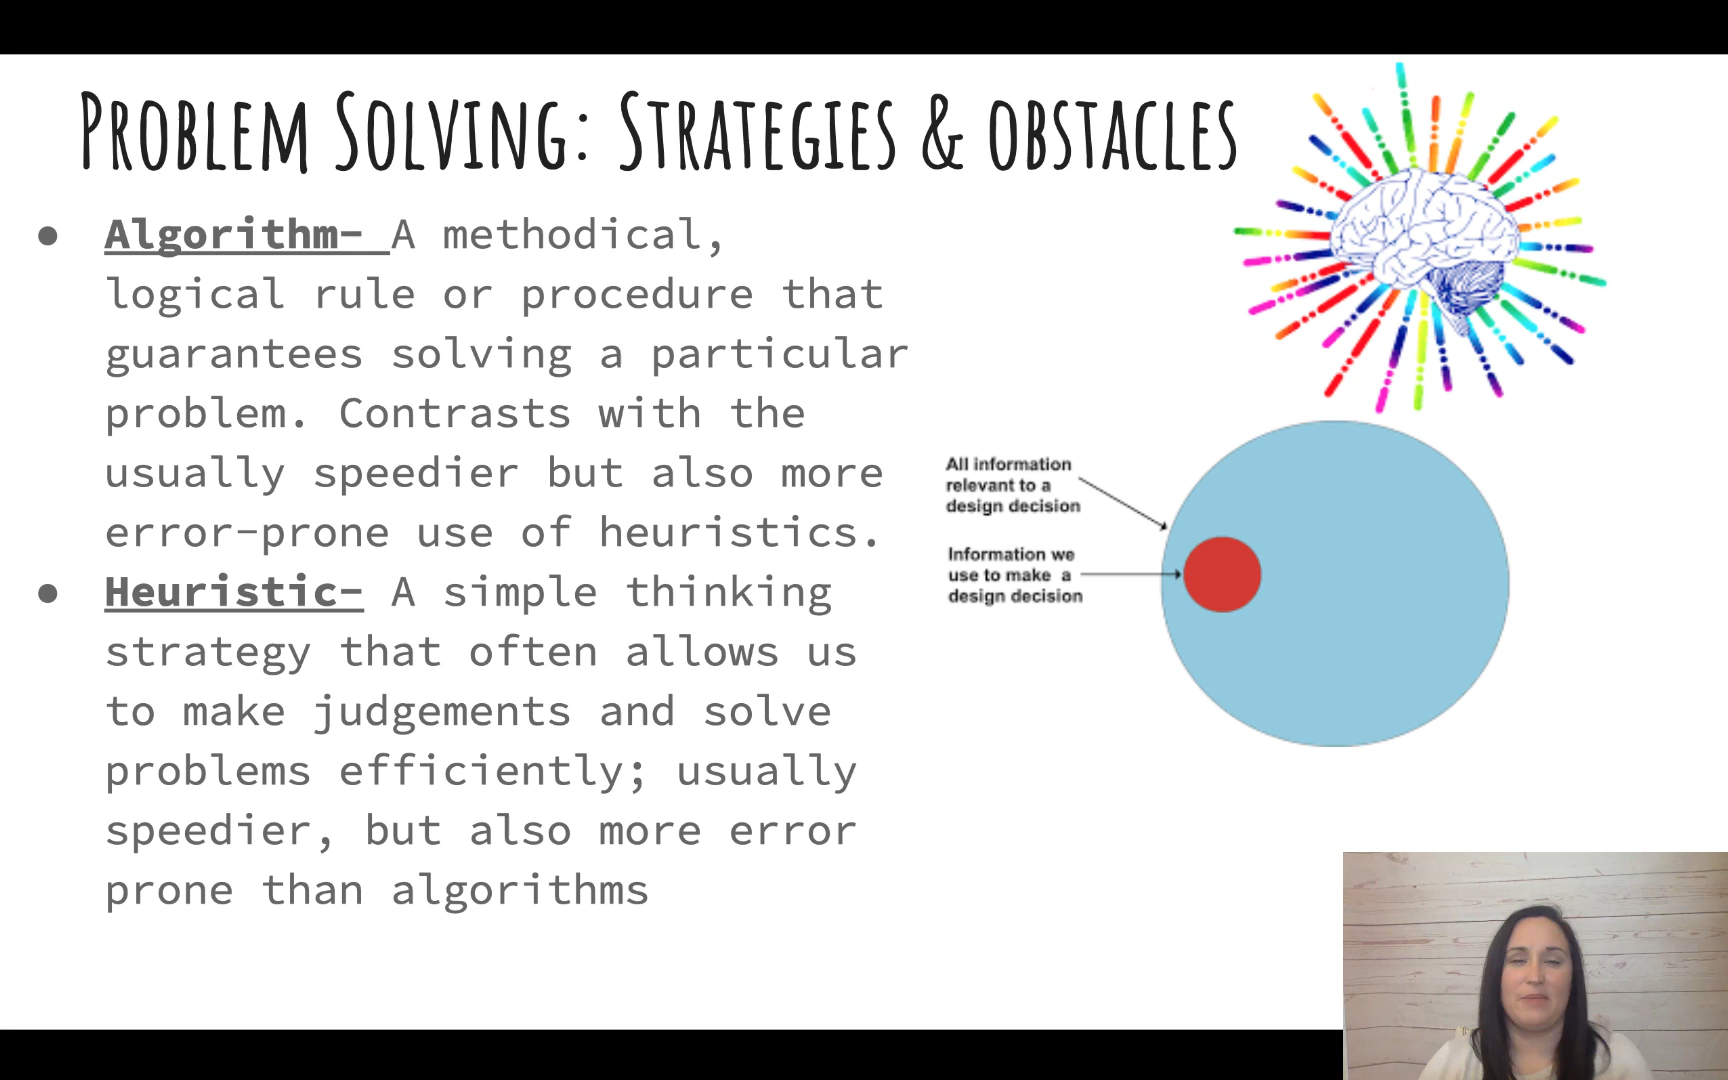 PROBLEM SOLVING: STRATEGIES & OBSTACLES
● Algorithm- A methodical,
logical rule or procedure that
guarantees solving a particular
problem. Contrasts with the
usually speedier but also more
error-prone use of heuristics.
● Heuristic- A simple thinking
strategy that often allows us
to make judgements and solve
problems efficiently; usually
speedier, but also more error
prone than algorithms
All information
relevant to a
design decision
Information we
use to make a
design decision